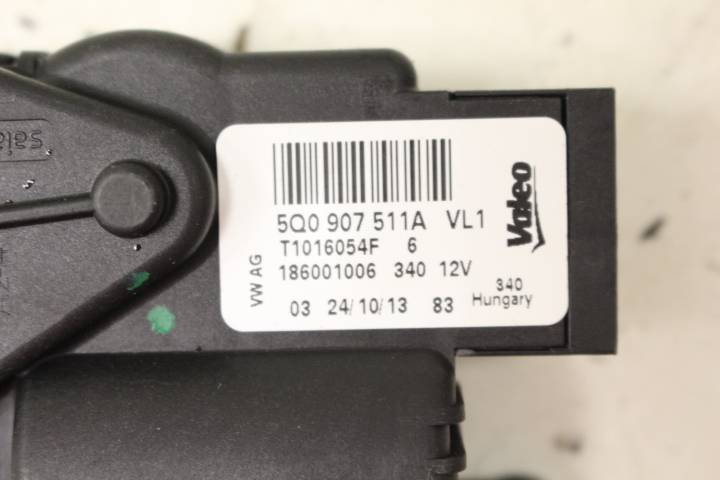 5Q0 907 511A VL1
T1016054F 6
186001006 340 12V
03 24/10/13 83
340
Hungary
VW AG
Valeo